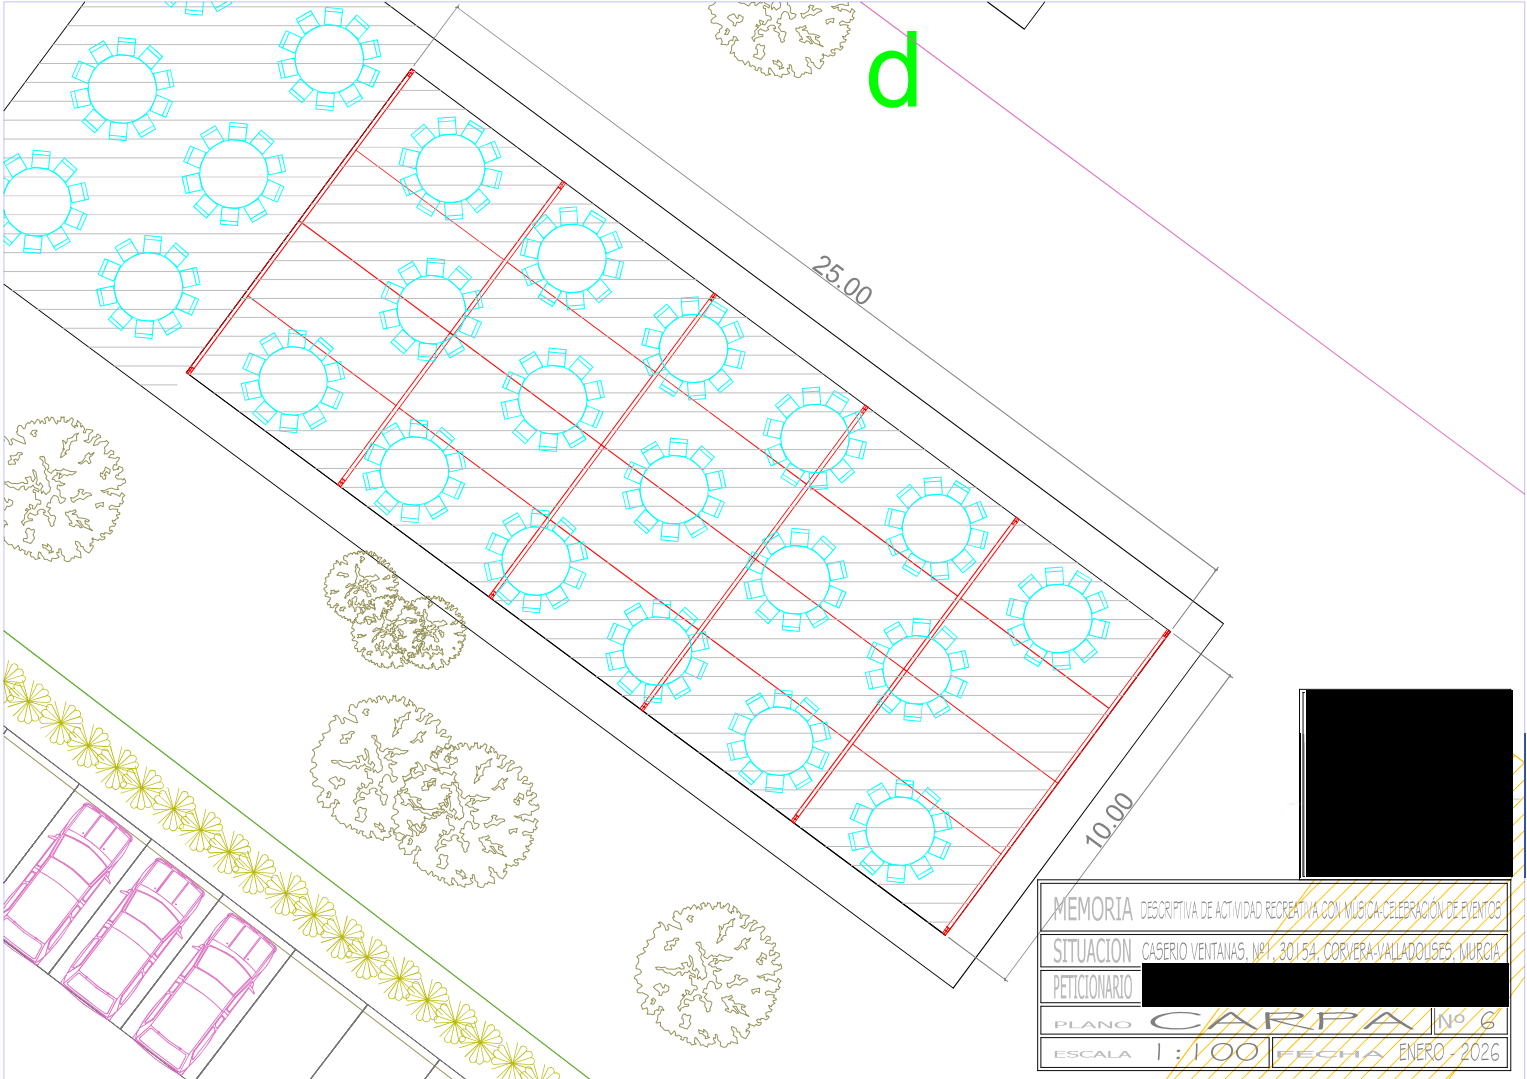 d
25.00
10.00
MEMORIA DESCRIPTIVA DE ACTIVIDAD RECREATIVA CON MUSICA-CELEBRACIÓN DE EVENTOS
SITUACION CASERIO VENTANAS, Nº1, 30154, CORVERA-VALLADOLISES, MURCIA
PETICIONARIO
PLANO CARPA Nº 6
ESCALA 1:100 FECHA ENERO - 2026